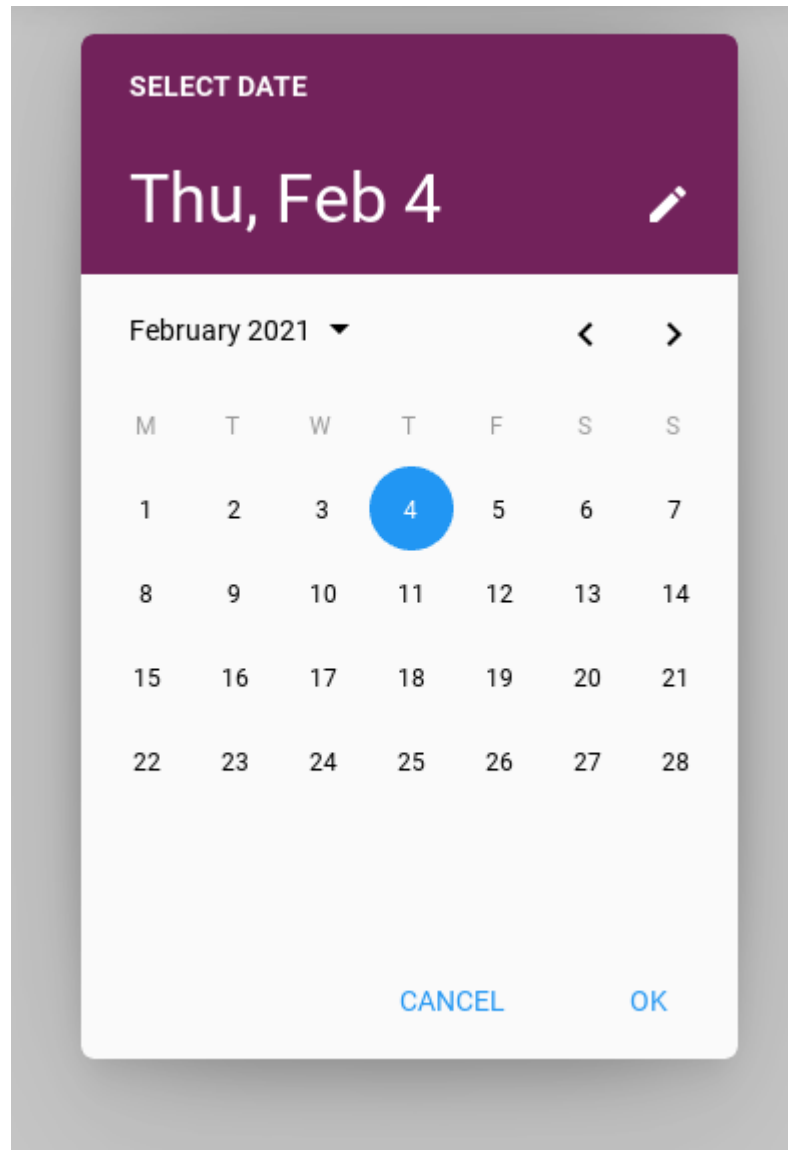 SELECT DATE
Thu, Feb 4
February 2021
M T W T F S S
1 2 3 4 5 6 7
8 9 10 11 12 13 14
15 16 17 18 19 20 21
22 23 24 25 26 27 28
CANCEL OK